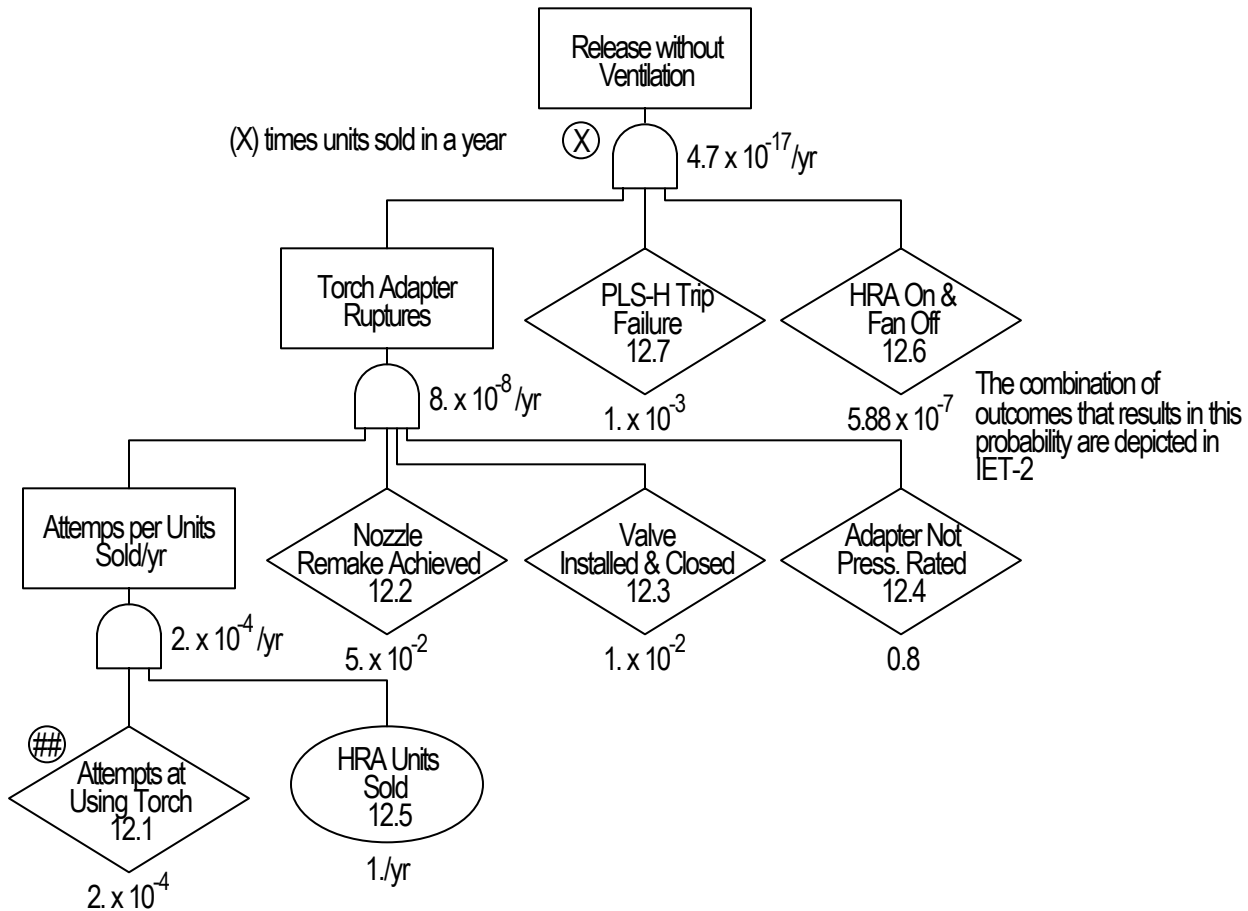 Release without
Ventilation
(X) times units sold in a year
X
4.7 x 10^-17/yr
Torch Adapter
Ruptures
PLS-H Trip
Failure
12.7
HRA On &
Fan Off
12.6
8. x 10^-8/yr
1. x 10^-3
5.88 x 10^-7
The combination of
outcomes that results in this
probability are depicted in
IET-2
Attemps per Units
Sold/yr
Nozzle
Remake Achieved
12.2
Valve
Installed & Closed
12.3
Adapter Not
Press. Rated
12.4
2. x 10^-4/yr
5. x 10^-2
1. x 10^-2
0.8
##
Attempts at
Using Torch
12.1
HRA Units
Sold
12.5
1./yr
2. x 10^-4